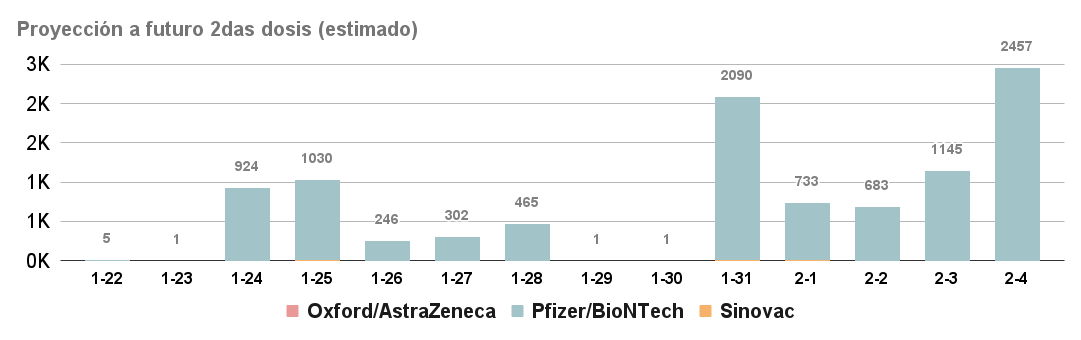 Proyección a futuro 2das dosis (estimado)
3K
2K
2K
1K
1K
0K
5
1
924
1030
246
302
465
1
1
2090
733
683
1145
2457
1-22
1-23
1-24
1-25
1-26
1-27
1-28
1-29
1-30
1-31
2-1
2-2
2-3
2-4
Oxford/AstraZeneca
Pfizer/BioNTech
Sinovac